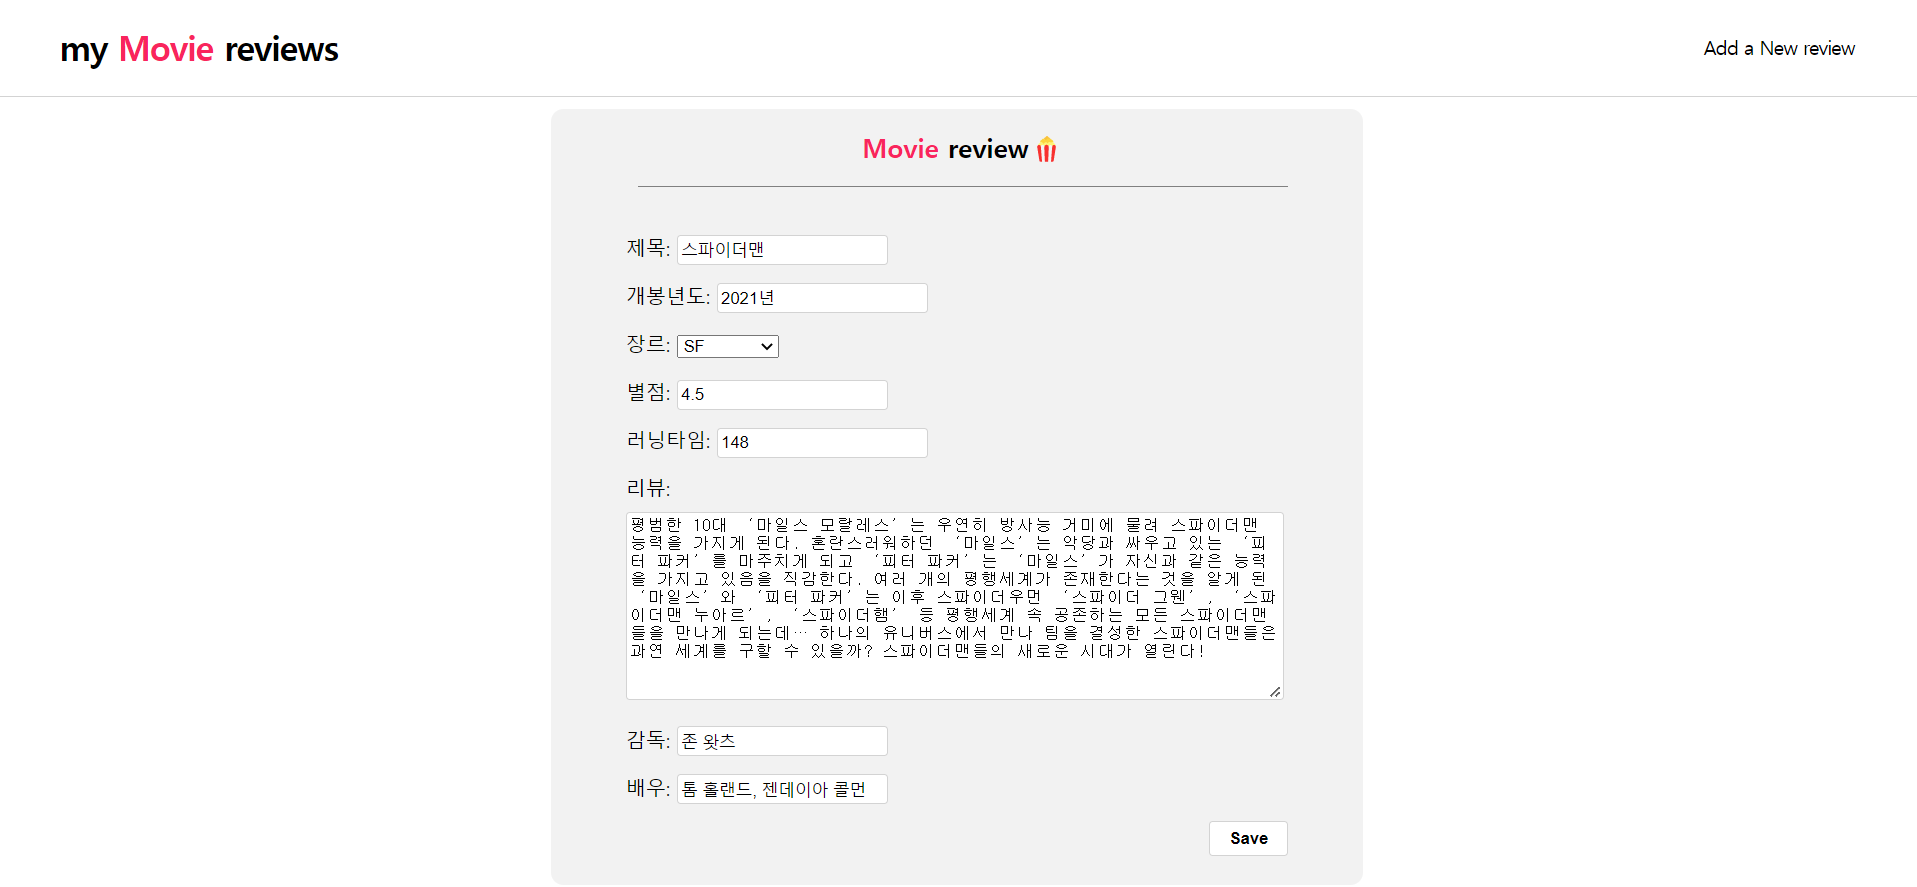 my Movie reviews
Add a New review
Movie review
제목: 스파이더맨
개봉년도: 2021년
장르: SF
별점: 4.5
러닝타임: 148
리뷰:
평범한 10대 ‘마일스 모랄레스’는 우연히 방사능 거미에 물려 스파이더맨
능력을 가지게 된다. 혼란스러워하던 ‘마일스’는 악당과 싸우고 있는 ‘피
터 파커’를 마주치게 되고 ‘피터 파커’는 ‘마일스’가 자신과 같은 능력
을 가지고 있음을 직감한다. 여러 개의 평행세계가 존재한다는 것을 알게 된
‘마일스’와 ‘피터 파커’는 이후 스파이더우먼 ‘스파이더 그웬’, ‘스파
이더맨 누아르’, ‘스파이더햄’ 등 평행세계 속 공존하는 모든 스파이더맨
들을 만나게 되는데… 하나의 유니버스에서 만나 팀을 결성한 스파이더맨들은
과연 세계를 구할 수 있을까? 스파이더맨들의 새로운 시대가 열린다!
감독: 존 왓츠
배우: 톰 홀랜드, 젠데이아 콜먼
Save